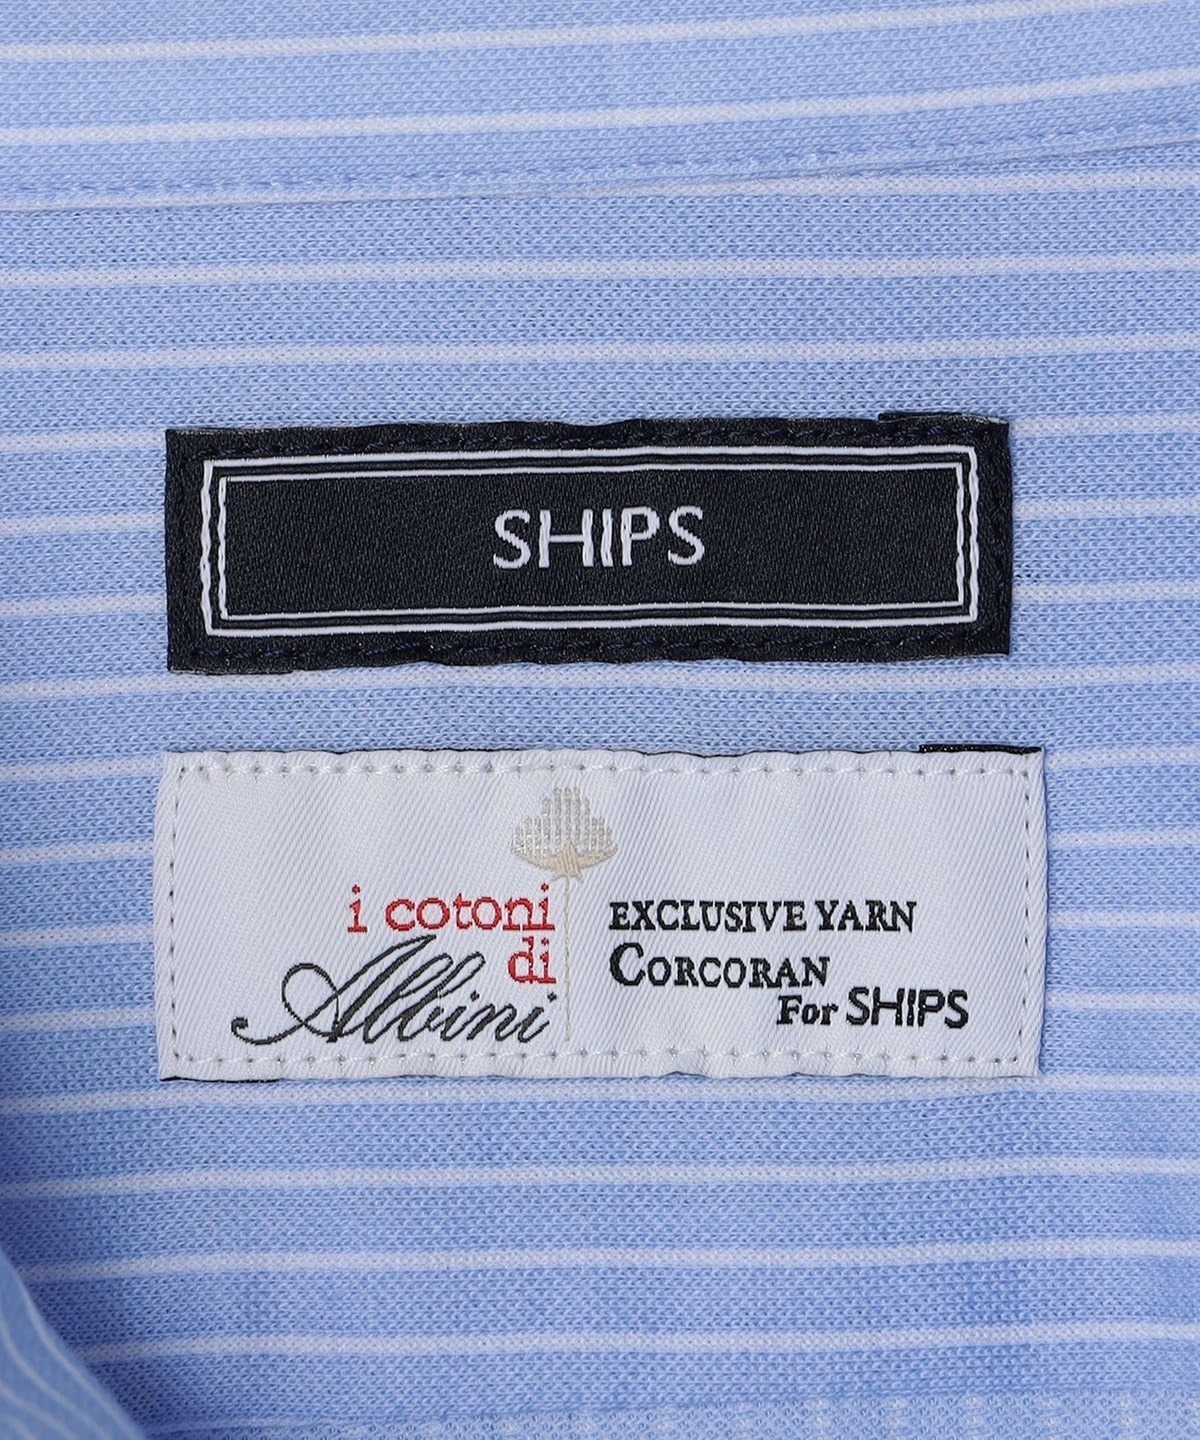 SHIPS
i cotoni
di
Albini
EXCLUSIVE YARN
CORCORAN
For SHIPS